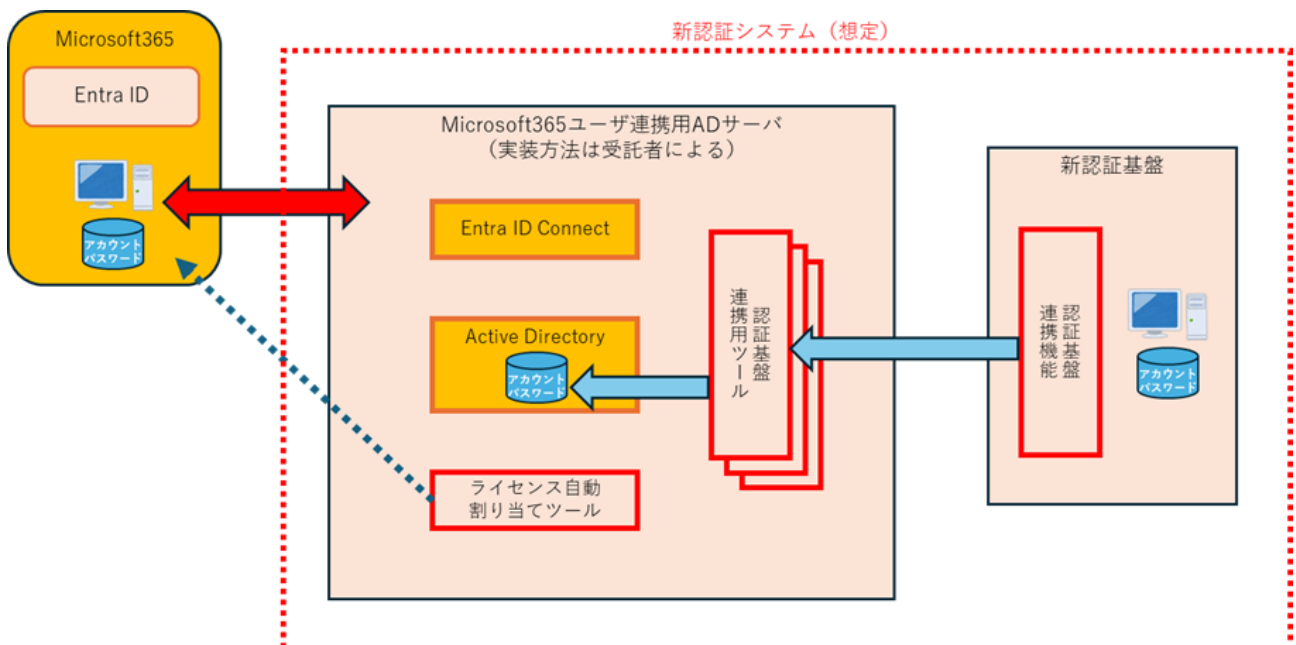 新認証システム（想定）
Microsoft365
Entra ID
アカウント
パスワード
Microsoft365ユーザ連携用ADサーバ
（実装方法は受託者による）
Entra ID Connect
Active Directory
アカウント
パスワード
ライセンス自動
割り当てツール
認証基盤
連携用ツール
新認証基盤
認証基盤
連携機能
アカウント
パスワード